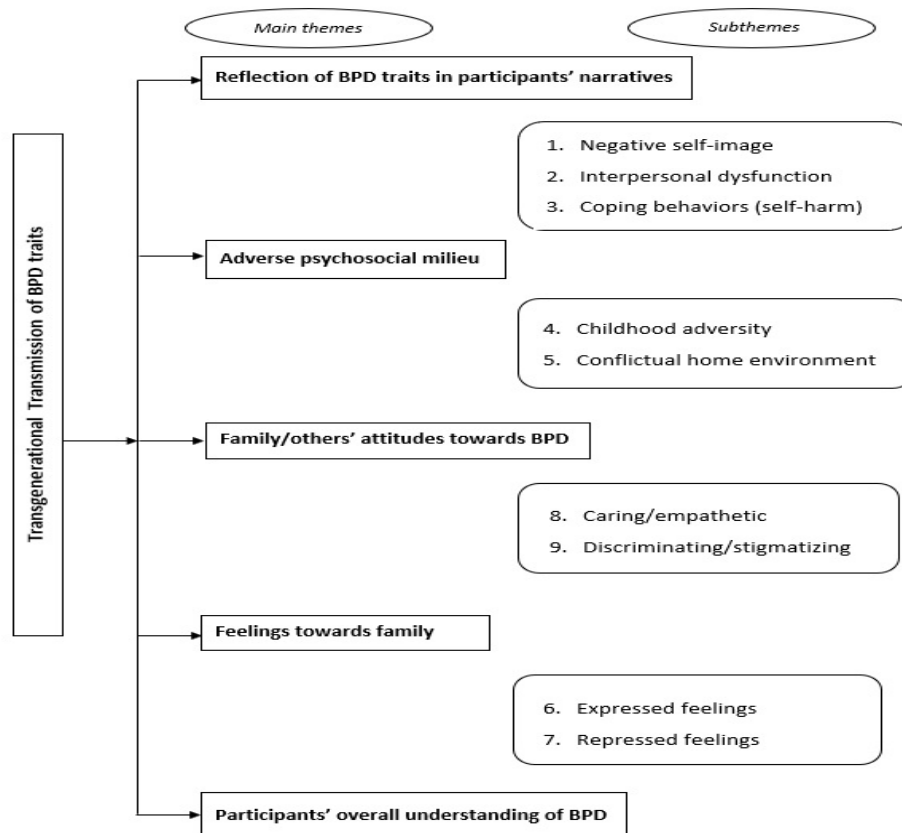 Main themes
Subthemes
Reflection of BPD traits in participants’ narratives
1. Negative self-image
2. Interpersonal dysfunction
3. Coping behaviors (self-harm)
Adverse psychosocial milieu
4. Childhood adversity
5. Conflictual home environment
Transgenerational Transmission of BPD traits
Family/others’ attitudes towards BPD
8. Caring/empathetic
9. Discriminating/stigmatizing
Feelings towards family
6. Expressed feelings
7. Repressed feelings
Participants’ overall understanding of BPD